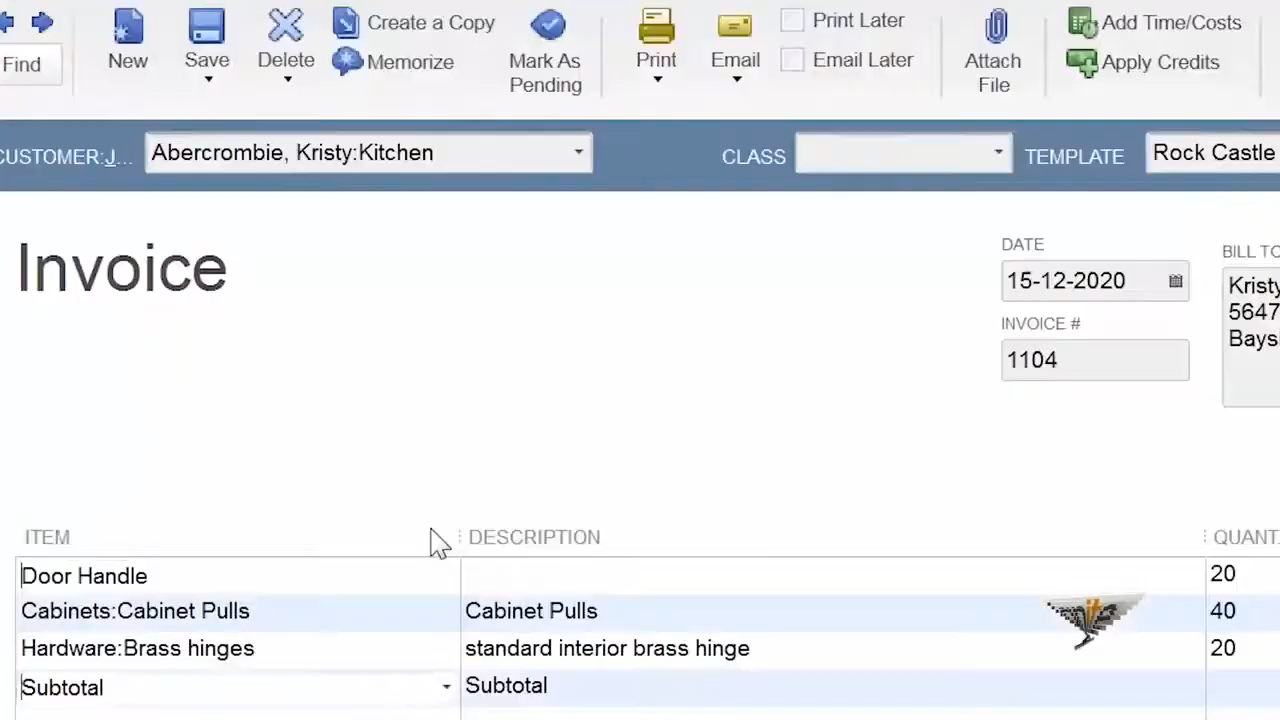 Find
New
Save
Delete
Create a Copy
Memorize
Mark As
Pending
Print
Email
Print Later
Email Later
Attach
File
Add Time/Costs
Apply Credits
CUSTOMER:J...
Abercrombie, Kristy:Kitchen
CLASS
TEMPLATE
Rock Castle
Invoice
DATE
15-12-2020
INVOICE #
1104
BILL TO
Kristy
5647
Bays
ITEM
DESCRIPTION
QUANT
Door Handle
20
Cabinets:Cabinet Pulls
Cabinet Pulls
40
Hardware:Brass hinges
standard interior brass hinge
20
Subtotal
Subtotal